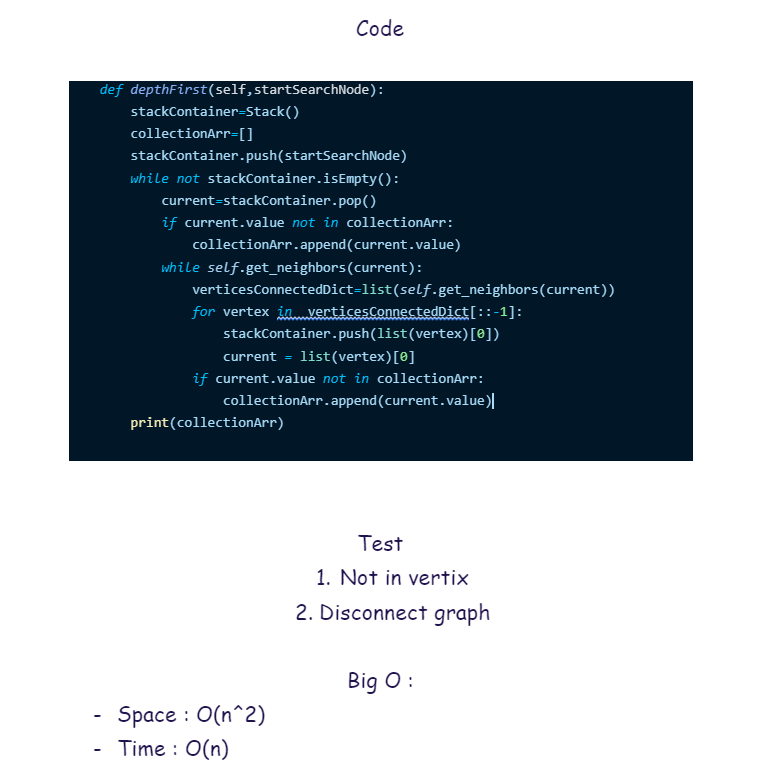 Code
def depthFirst(self,startSearchNode):
    stackContainer=Stack()
    collectionArr=[]
    stackContainer.push(startSearchNode)
    while not stackContainer.isEmpty():
        current=stackContainer.pop()
        if current.value not in collectionArr:
            collectionArr.append(current.value)
        while self.get_neighbors(current):
            verticesConnectedDict=list(self.get_neighbors(current))
            for vertex in  verticesConnectedDict[::-1]:
                stackContainer.push(list(vertex)[0])
                current = list(vertex)[0]
            if current.value not in collectionArr:
                collectionArr.append(current.value)
    print(collectionArr)
Test
1. Not in vertix
2. Disconnect graph
Big O :
- Space : O(n^2)
- Time : O(n)